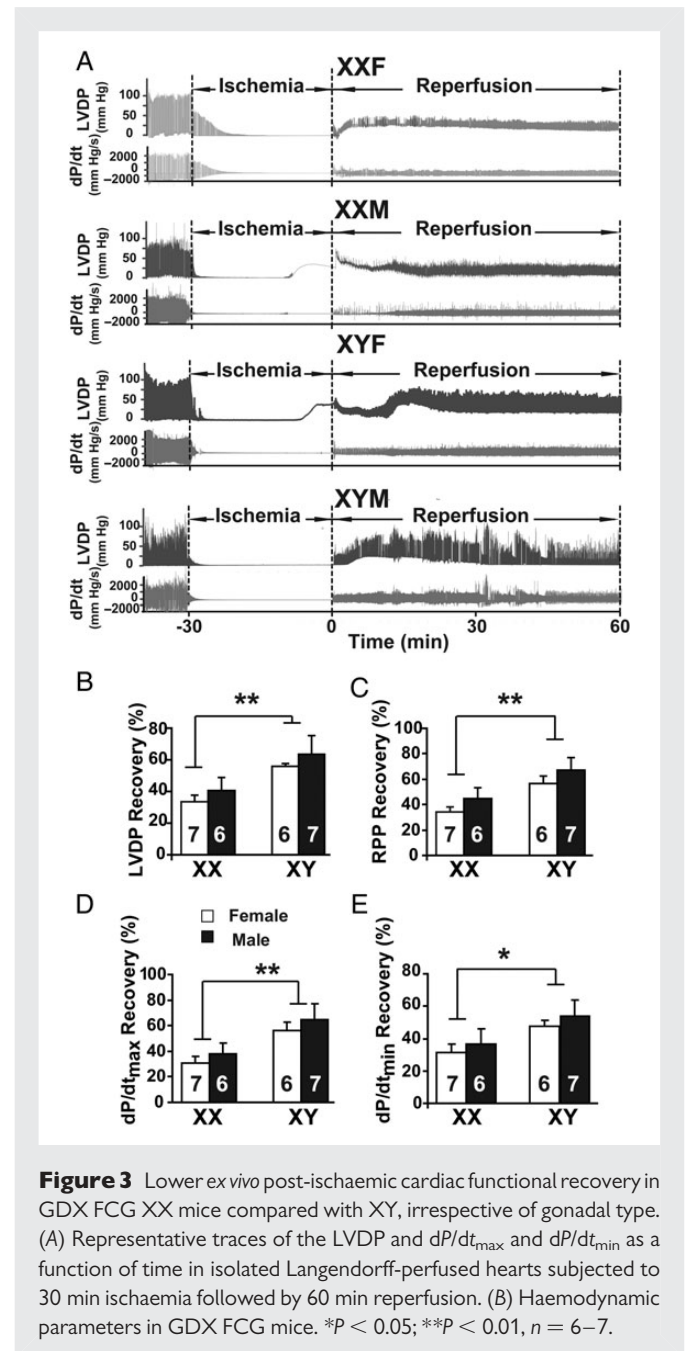 A
XXF
Ischemia Reperfusion
LVDP
(mm Hg)
100
50
0
dP/dt
(mm Hg/s)
2000
0
−2000
XXM
Ischemia Reperfusion
LVDP
(mm Hg)
100
50
0
dP/dt
(mm Hg/s)
2000
0
−2000
XYF
Ischemia Reperfusion
LVDP
(mm Hg)
100
50
0
dP/dt
(mm Hg/s)
2000
0
−2000
XYM
Ischemia Reperfusion
LVDP
(mm Hg)
100
50
0
dP/dt
(mm Hg/s)
2000
0
−2000
-30 0 30 60
Time (min)
B
LVDP Recovery (%)
80
60
40
20
0
**
7 6 6 7
XX XY
C
RPP Recovery (%)
100
80
60
40
20
0
**
7 6 6 7
XX XY
D
Female
Male
dP/dtmax Recovery (%)
100
80
60
40
20
0
**
7 6 6 7
XX XY
E
dP/dtmin Recovery (%)
80
60
40
20
0
*
7 6 6 7
XX XY
Figure 3 Lower ex vivo post-ischaemic cardiac functional recovery in
GDX FCG XX mice compared with XY, irrespective of gonadal type.
(A) Representative traces of the LVDP and dP/dtmax and dP/dtmin as a
function of time in isolated Langendorff-perfused hearts subjected to
30 min ischaemia followed by 60 min reperfusion. (B) Haemodynamic
parameters in GDX FCG mice. *P < 0.05; **P < 0.01, n = 6–7.